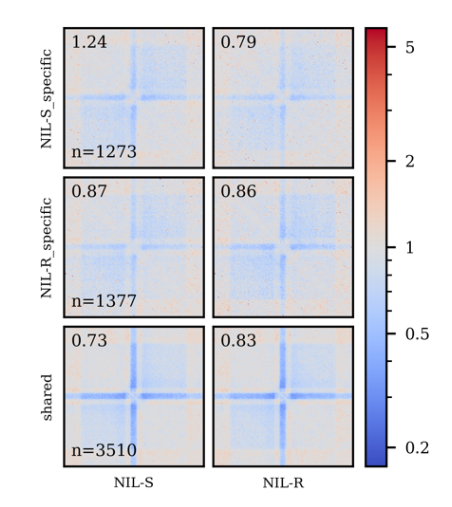 NIL-S_specific
1.24
n=1273
0.79
NIL-R_specific
0.87
n=1377
0.86
shared
0.73
n=3510
0.83
NIL-S
NIL-R
5
2
1
0.5
0.2